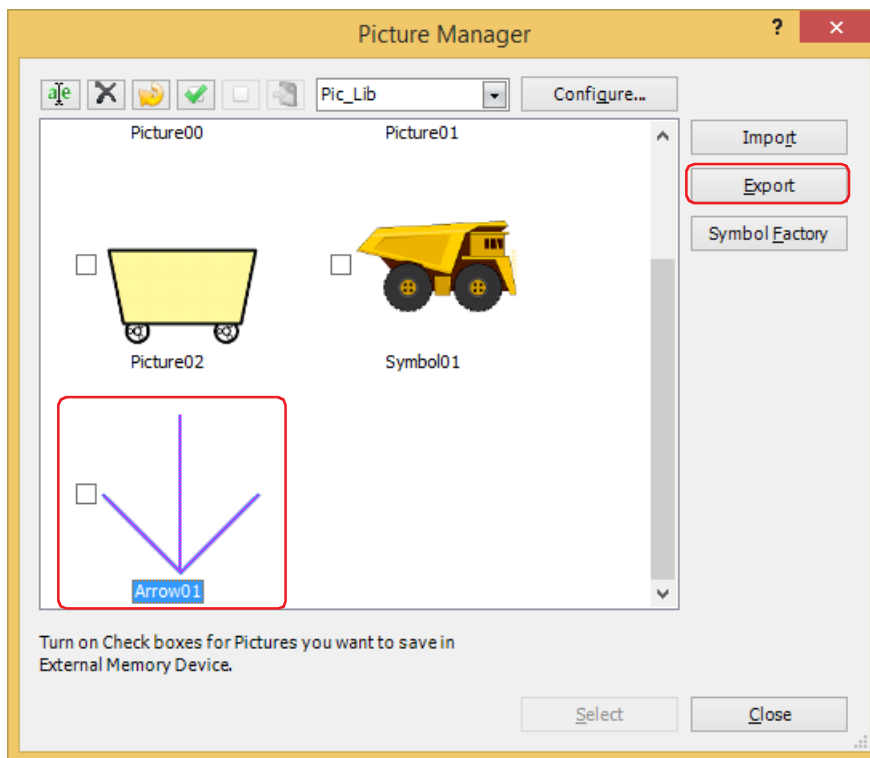 Picture Manager
?
a e
Pic_Lib
Configure...
Picture00
Picture01
Import
Export
Symbol Factory
Picture02
Symbol01
Arrow01
Turn on Check boxes for Pictures you want to save in
External Memory Device.
Select
Close